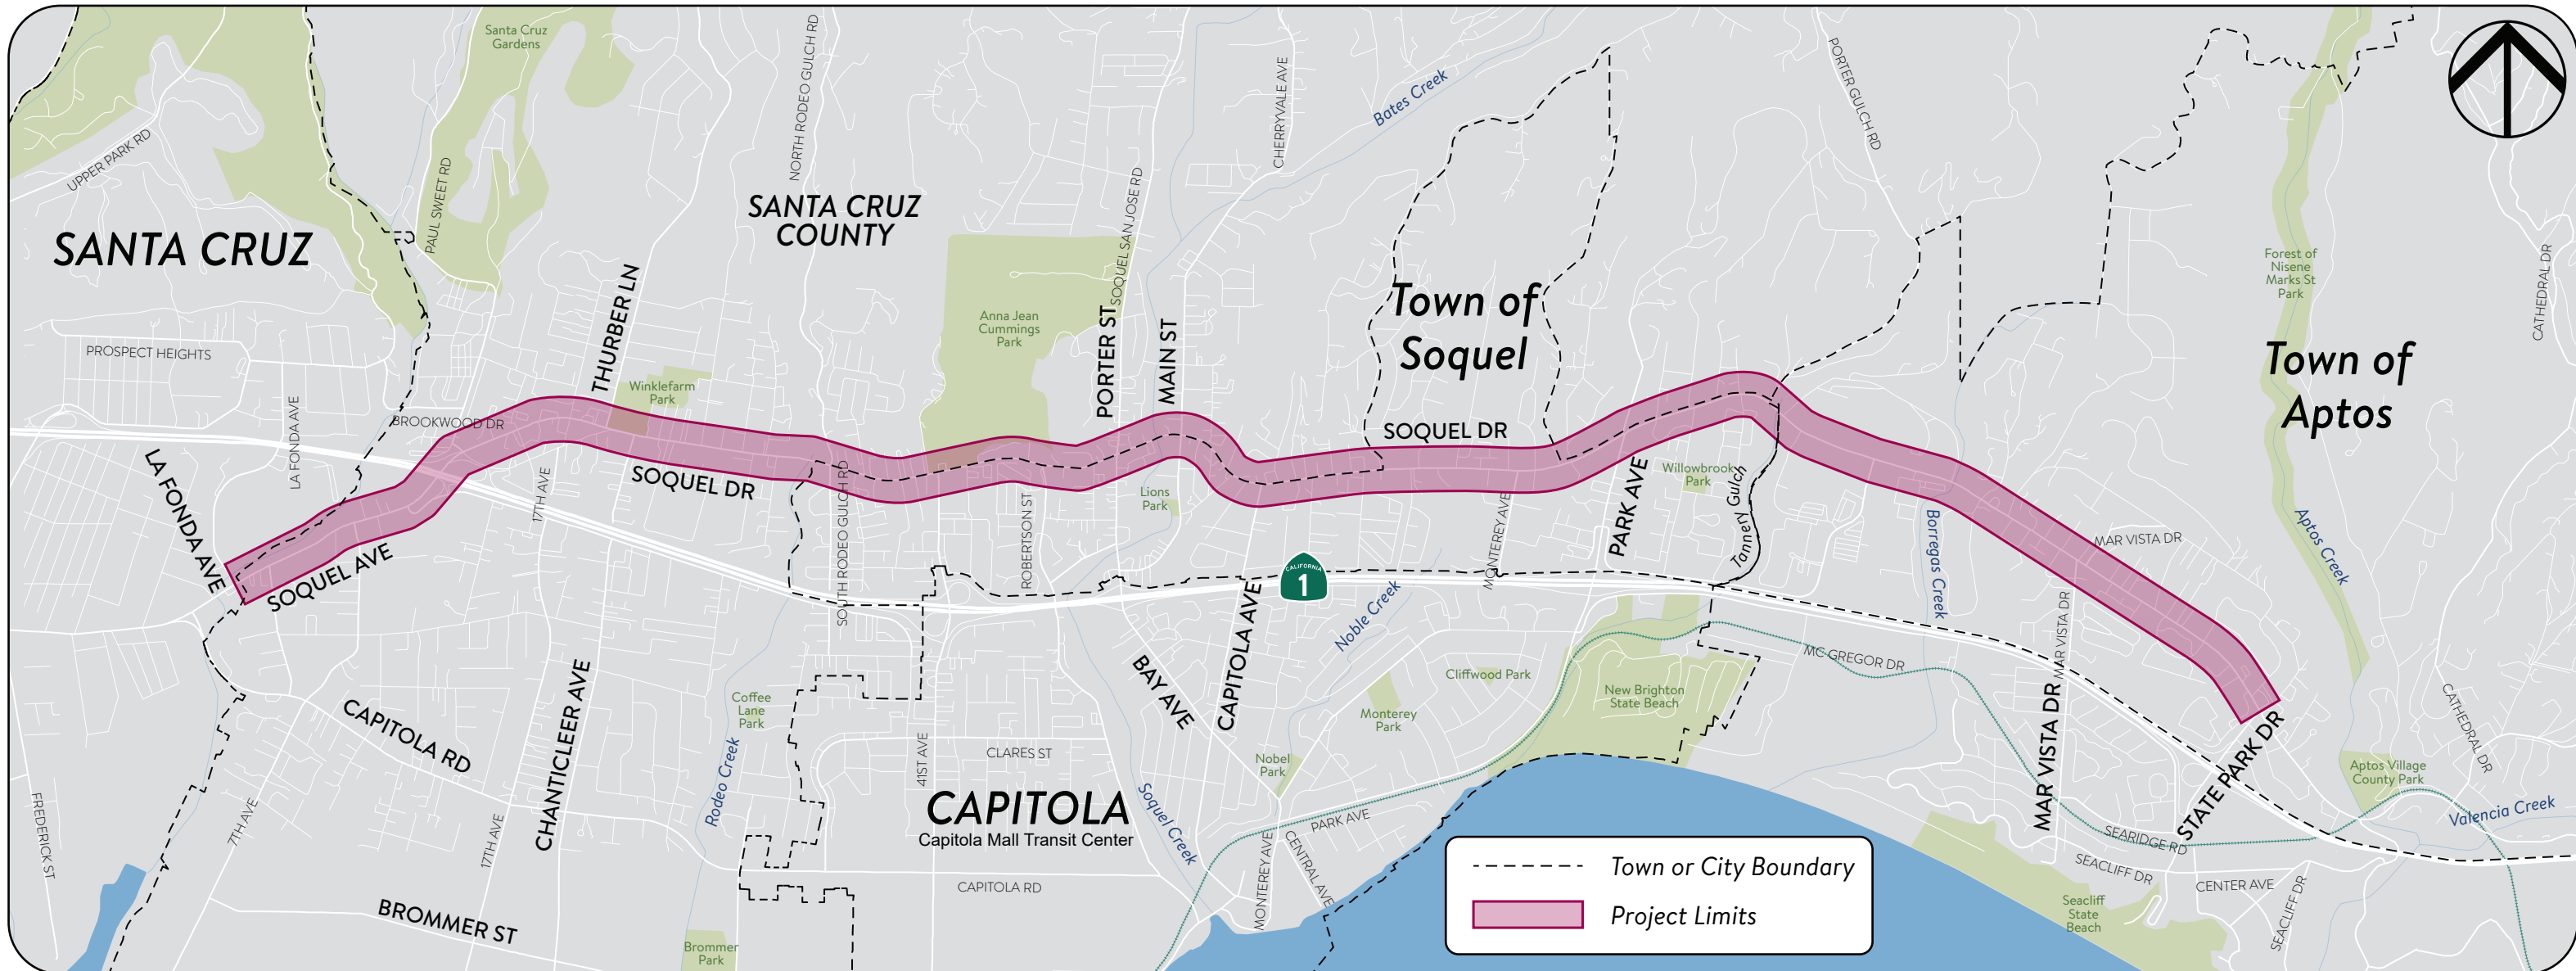 Santa Cruz
Gardens
UPPER PARK RD
PAUL SWEET RD
NORTH RODEO GULCH RD
CHERRYVALE AVE
Bates Creek
PORTER GULCH RD
SANTA CRUZ
SANTA CRUZ
COUNTY
SOQUEL SAN JOSE RD
Anna Jean
Cummings
Park
Town of
Soquel
Forest of
Nisene
Marks St
Park
CATHEDRAL DR
Town of
Aptos
PROSPECT HEIGHTS
THURBER LN
Winklefarm
Park
PORTER ST
MAIN ST
LA FONDA AVE
BROOKWOOD DR
LA FONDA AVE
SOQUEL AVE
17TH AVE
SOQUEL DR
SOUTH RODEO GULCH RD
ROBERTSON ST
Lions
Park
SOQUEL DR
MONTEREY AVE
PARK AVE
Willowbrook
Park
Tannery Gulch
Borregas Creek
MAR VISTA DR
Aptos Creek
CALIFORNIA
1
Noble Creek
CAPITOLA RD
CHANTICLEER AVE
Coffee
Lane
Park
Rodeo Creek
41ST AVE
CLARES ST
BAY AVE
CAPITOLA AVE
Cliffwood Park
Monterey
Park
New Brighton
State Beach
MC GREGOR DR
MAR VISTA DR
MAR VISTA DR
STATE PARK DR
CATHEDRAL DR
Aptos Village
County Park
Valencia Creek
Nobel
Park
FREDERICK ST
7TH AVE
17TH AVE
CAPITOLA
Capitola Mall Transit Center
Soquel Creek
PARK AVE
MONTEREY AVE
CENTRAL AVE
CAPITOLA RD
BROMMER ST
Brommer
Park
SEARIDGE RD
SEACLIFF DR
CENTER AVE
SEACLIFF DR
Seacliff
State
Beach
Town or City Boundary
Project Limits